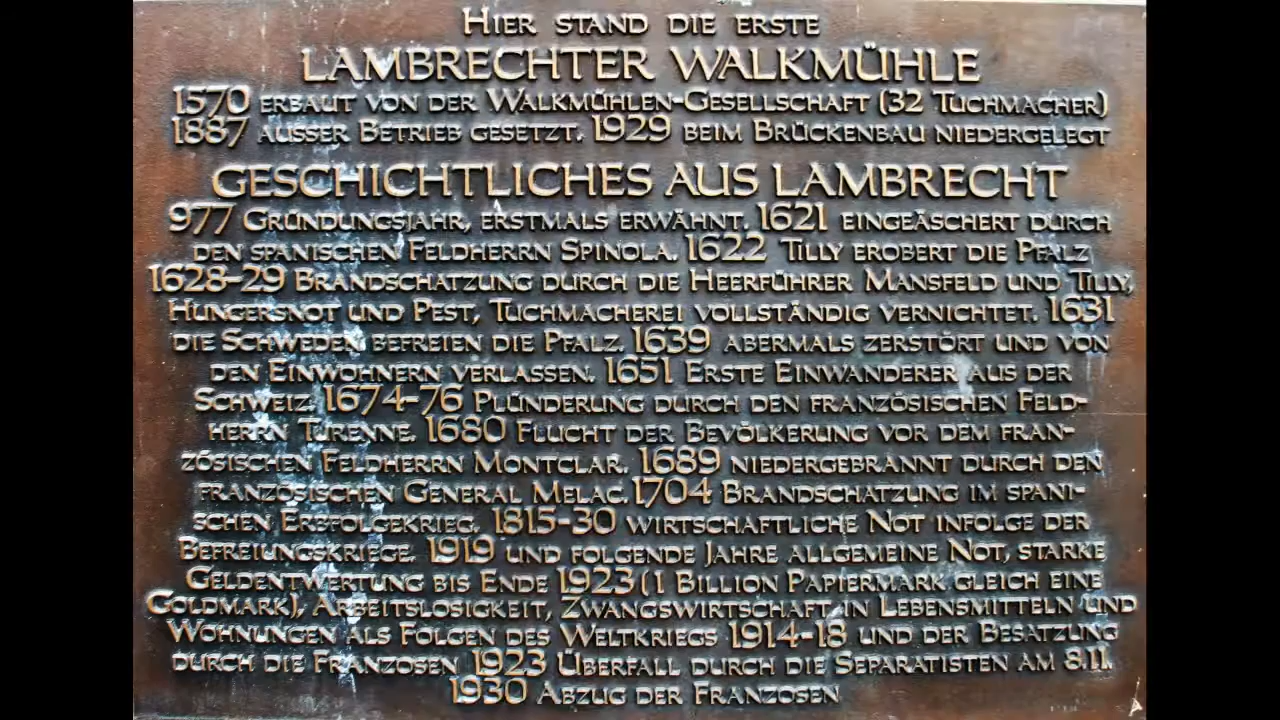 HIER STAND DIE ERSTE
LAMBRECHTER WALKMÜHLE
1570 ERBAUT VON DER WALKMÜHLEN-GESELLSCHAFT (32 TUCHMACHER)
1887 AUSSER BETRIEB GESETZT. 1929 BEIM BRÜCKENBAU NIEDERGELEGT
GESCHICHTLICHES AUS LAMBRECHT
977 GRÜNDUNGSJAHR, ERSTMALS ERWÄHNT. 1621 EINGEÄSCHERT DURCH
DEN SPANISCHEN FELDHERRN SPINOLA. 1622 TILLY EROBERT DIE PFALZ
1628-29 BRANDSCHATZUNG DURCH DIE HEERFÜHRER MANSFELD UND TILLY,
HUNGERSNOT UND PEST, TUCHMACHEREI VOLLSTÄNDIG VERNICHTET. 1631
DIE SCHWEDEN BEFREIEN DIE PFALZ. 1639 ABERMALS ZERSTÖRT UND VON
DEN EINWOHNERN VERLASSEN. 1651 ERSTE EINWANDERER AUS DER
SCHWEIZ. 1674-76 PLÜNDERUNG DURCH DEN FRANZÖSISCHEN FELD-
HERRN TURENNE. 1680 FLUCHT DER BEVÖLKERUNG VOR DEM FRAN-
ZÖSISCHEN FELDHERRN MONTCLAR. 1689 NIEDERGEBRANNT DURCH DEN
FRANZÖSISCHEN GENERAL MELAC. 1704 BRANDSCHATZUNG IM SPANI-
SCHEN ERBFOLGEKRIEG. 1815-30 WIRTSCHAFTLICHE NOT INFOLGE DER
BEFREIUNGSKRIEGE. 1919 UND FOLGENDE JAHRE ALLGEMEINE NOT, STARKE
GELDENTWERTUNG BIS ENDE 1923 (1 BILLION PAPIERMARK GLEICH EINE
GOLDMARK), ARBEITSLOSIGKEIT, ZWANGSWIRTSCHAFT IN LEBENSMITTELN UND
WOHNUNGEN ALS FOLGEN DES WELTKRIEGS 1914-18 UND DER BESATZUNG
DURCH DIE FRANZOSEN 1923 ÜBERFALL DURCH DIE SEPARATISTEN AM 8.11.
1930 ABZUG DER FRANZOSEN